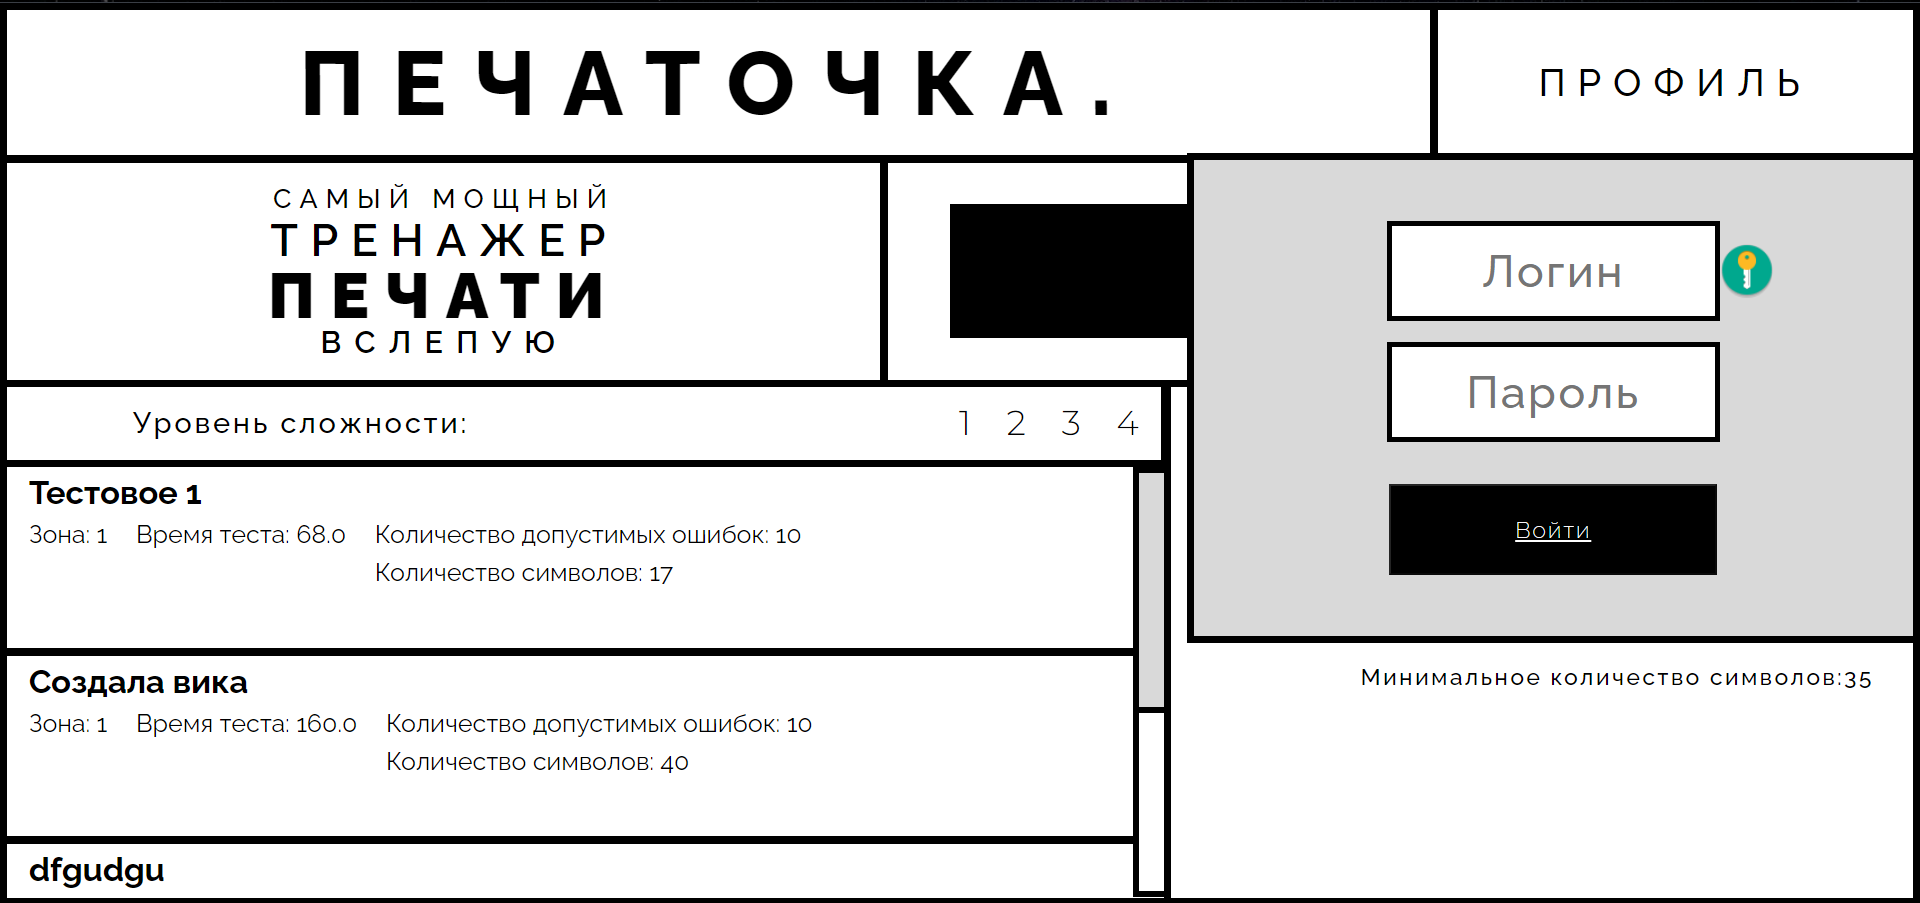 ПЕЧАТОЧКА.
ПРОФИЛЬ
САМЫЙ МОЩНЫЙ
ТРЕНАЖЕР
ПЕЧАТИ
ВСЛЕПУЮ
Логин
Пароль
Войти
Уровень сложности:
1 2 3 4
Тестовое 1
Зона: 1 Время теста: 68.0 Количество допустимых ошибок: 10
Количество символов: 17
Минимальное количество символов:35
Создала вика
Зона: 1 Время теста: 160.0 Количество допустимых ошибок: 10
Количество символов: 40
dfgudgu